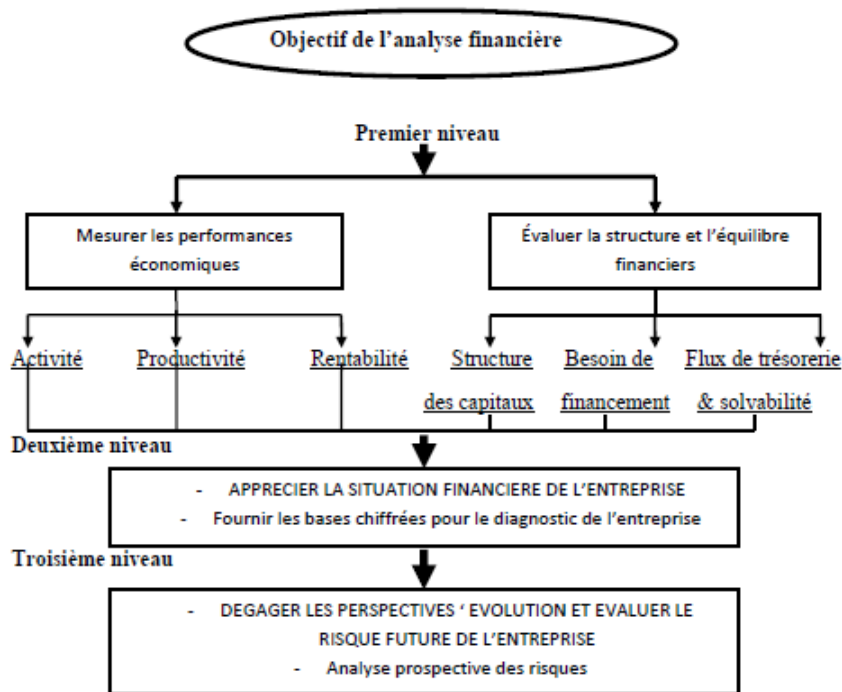 Objectif de l'analyse financière
Premier niveau
Mesurer les performances
économiques
Évaluer la structure et l'équilibre
financiers
Activité Productivité Rentabilité Structure Besoin de Flux de trésorerie
des capitaux financement & solvabilité
Deuxième niveau
- APPRECIER LA SITUATION FINANCIERE DE L'ENTREPRISE
- Fournir les bases chiffrées pour le diagnostic de l'entreprise
Troisième niveau
- DEGAGER LES PERSPECTIVES ' EVOLUTION ET EVALUER LE
RISQUE FUTURE DE L'ENTREPRISE
- Analyse prospective des risques